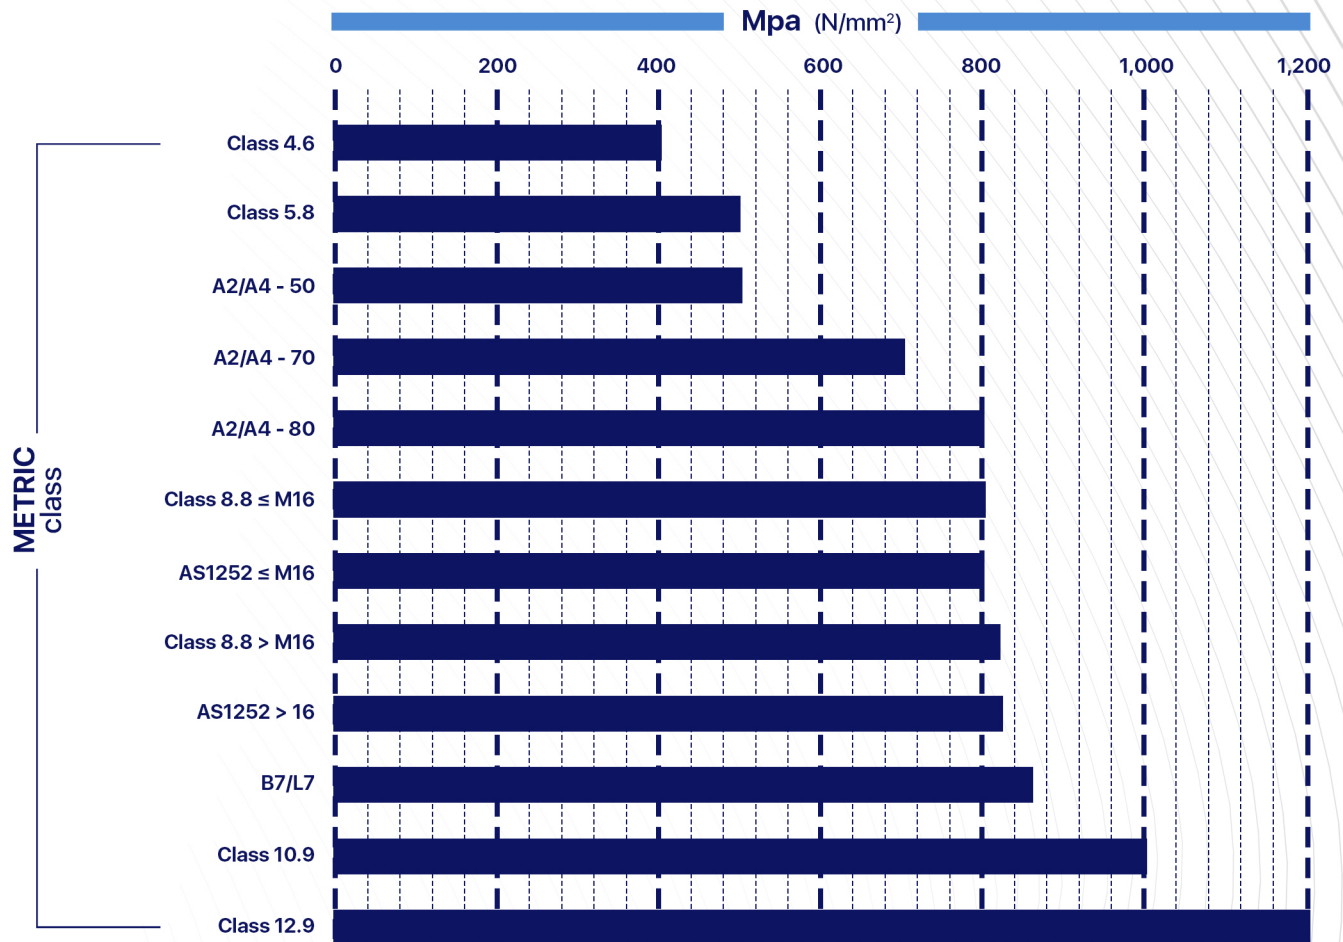 Mpa (N/mm²)
0 200 400 600 800 1,000 1,200
METRIC
class
Class 4.6
Class 5.8
A2/A4 - 50
A2/A4 - 70
A2/A4 - 80
Class 8.8 ≤ M16
AS1252 ≤ M16
Class 8.8 > M16
AS1252 > 16
B7/L7
Class 10.9
Class 12.9